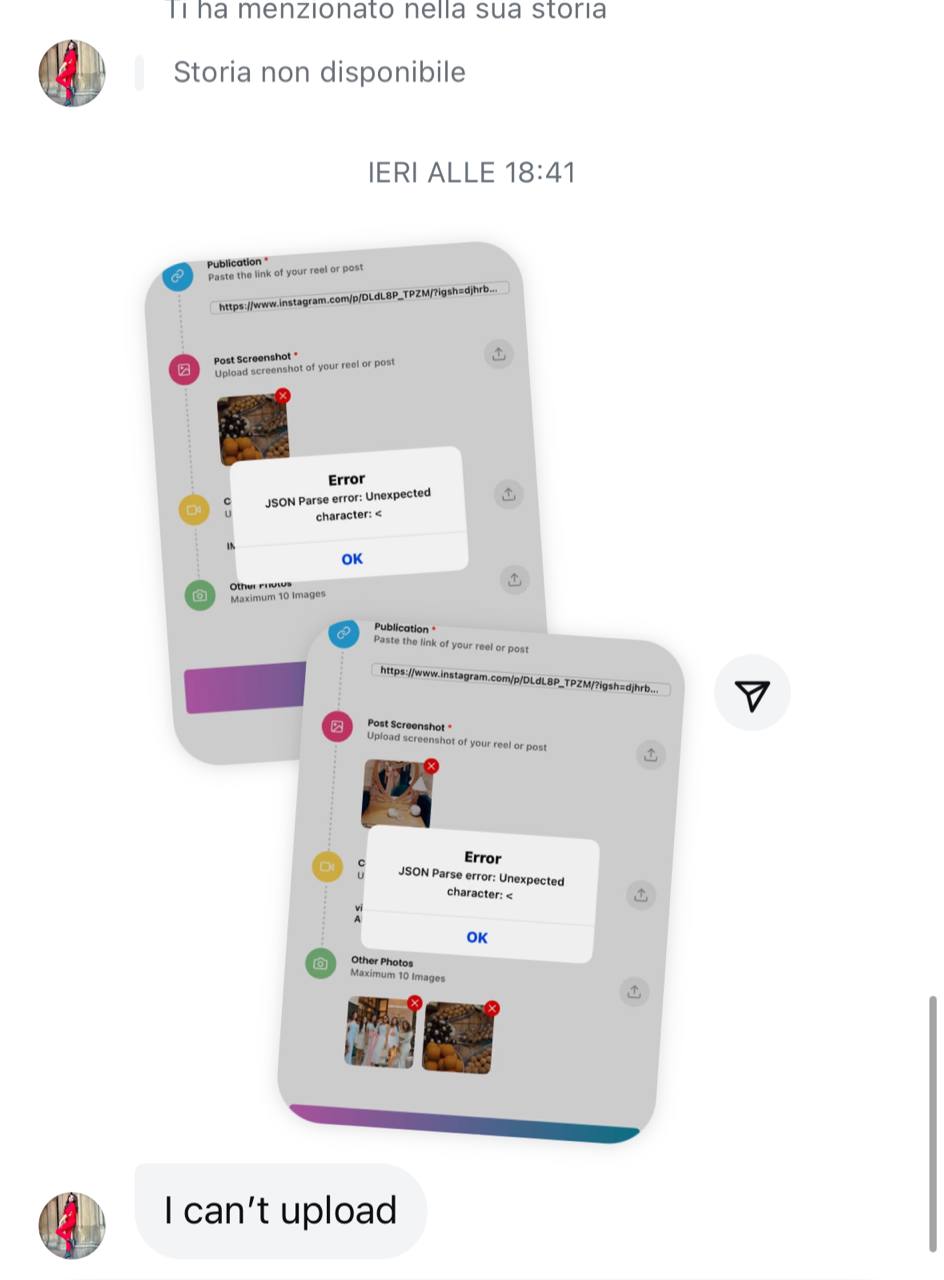 Ti ha menzionato nella sua storia
Storia non disponibile
IERI ALLE 18:41
Publication *
Paste the link of your reel or post
https://www.instagram.com/p/DLdL8P_TPZM/?igsh=djhrb...
Post Screenshot *
Upload screenshot of your reel or post
Error
JSON Parse error: Unexpected
character: <
OK
C
U
IM
Other Photos
Maximum 10 Images
Publication *
Paste the link of your reel or post
https://www.instagram.com/p/DLdL8P_TPZM/?igsh=djhrb...
Post Screenshot *
Upload screenshot of your reel or post
Error
JSON Parse error: Unexpected
character: <
OK
C
U
vi
A
Other Photos
Maximum 10 Images
I can't upload